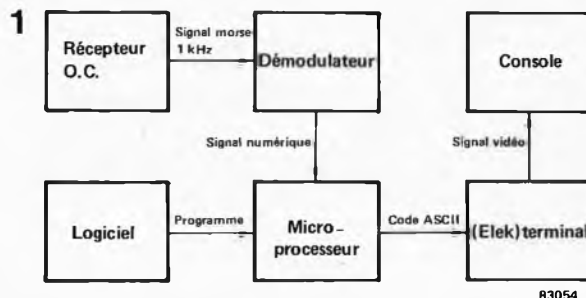 1
Récepteur
O.C.
Signal morse
1 kHz
Démodulateur
Console
Signal numérique
Signal vidéo
Logiciel
Programme
Micro-
processeur
Code ASCII
(Elek)terminal
83054